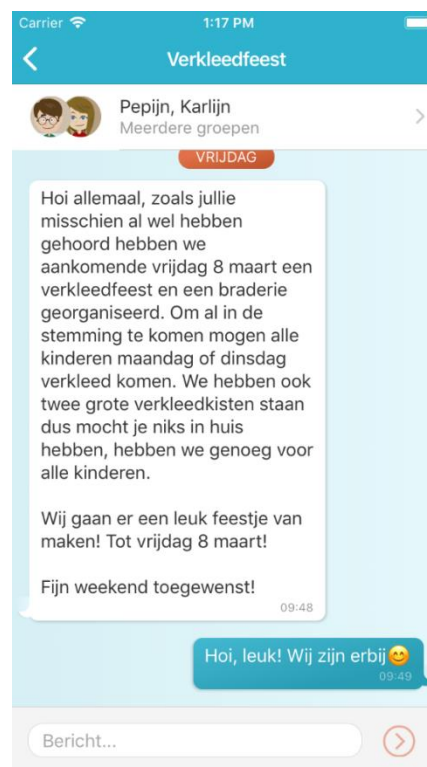 Carrier 1:17 PM
Verkleedfeest
Pepijn, Karlijn
Meerdere groepen
VRIJDAG
Hoi allemaal, zoals jullie
misschien al wel hebben
gehoord hebben we
aankomende vrijdag 8 maart een
verkleedfeest en een braderie
georganiseerd. Om al in de
stemming te komen mogen alle
kinderen maandag of dinsdag
verkleed komen. We hebben ook
twee grote verkleedkisten staan
dus mocht je niks in huis
hebben, hebben we genoeg voor
alle kinderen.
Wij gaan er een leuk feestje van
maken! Tot vrijdag 8 maart!
Fijn weekend toegewenst!
09:48
Hoi, leuk! Wij zijn erbij😊
09:49
Bericht...